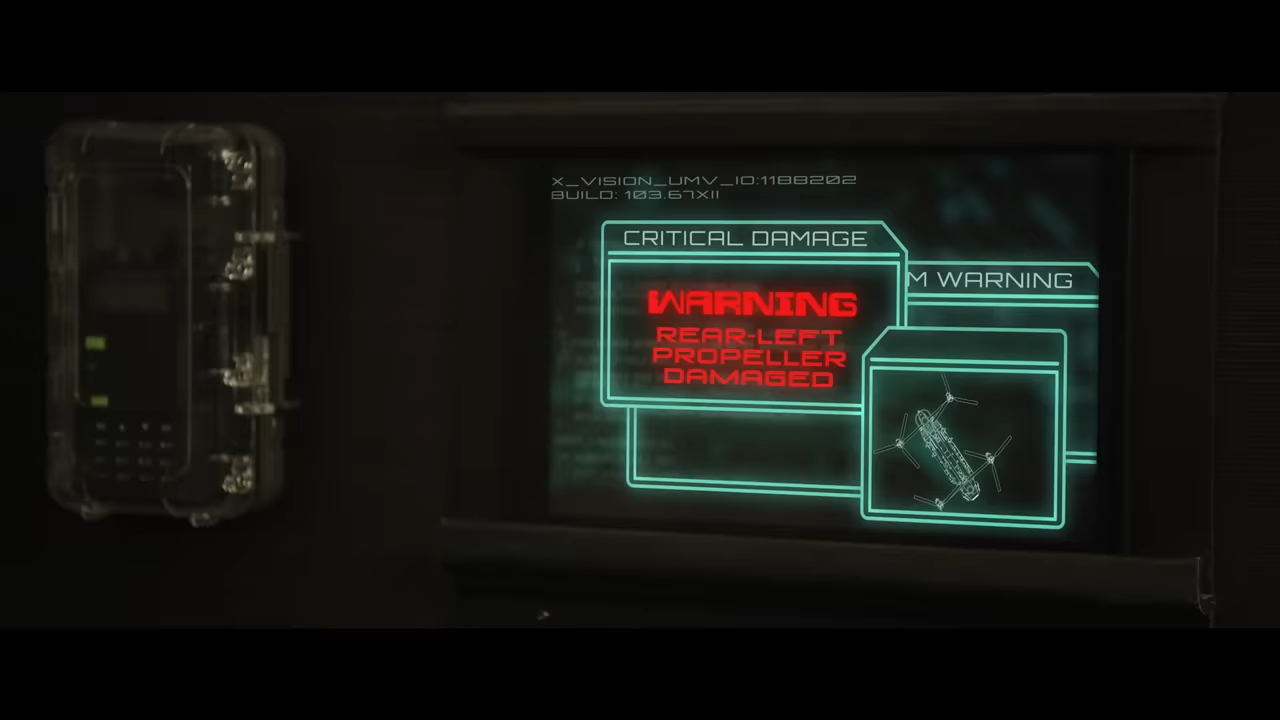 X_VISION_UMV_ID:1188202
BUILD: 103.67XII
CRITICAL DAMAGE
M WARNING
WARNING
REAR-LEFT
PROPELLER
DAMAGED